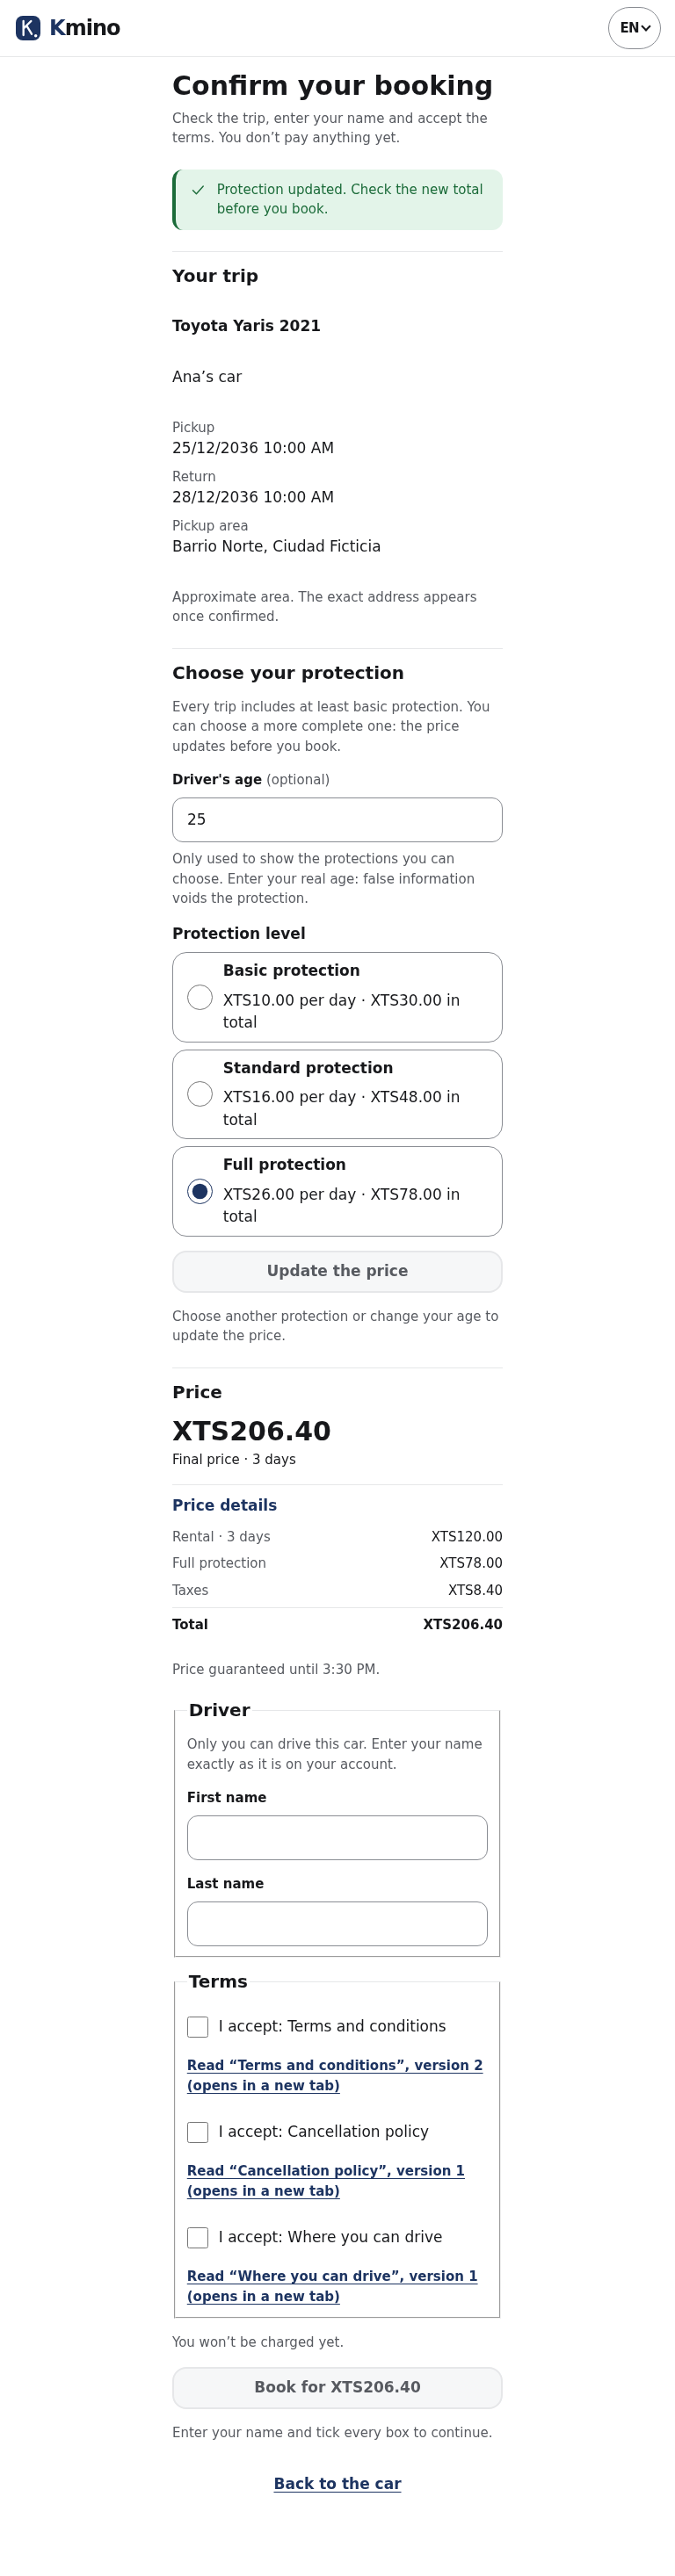 Kmino
EN
Confirm your booking
Check the trip, enter your name and accept the
terms. You don’t pay anything yet.
Protection updated. Check the new total
before you book.
Your trip
Toyota Yaris 2021
Ana’s car
Pickup
25/12/2036 10:00 AM
Return
28/12/2036 10:00 AM
Pickup area
Barrio Norte, Ciudad Ficticia
Approximate area. The exact address appears
once confirmed.
Choose your protection
Every trip includes at least basic protection. You
can choose a more complete one: the price
updates before you book.
Driver's age (optional)
25
Only used to show the protections you can
choose. Enter your real age: false information
voids the protection.
Protection level
Basic protection
XTS10.00 per day · XTS30.00 in
total
Standard protection
XTS16.00 per day · XTS48.00 in
total
Full protection
XTS26.00 per day · XTS78.00 in
total
Update the price
Choose another protection or change your age to
update the price.
Price
XTS206.40
Final price · 3 days
Price details
Rental · 3 days XTS120.00
Full protection XTS78.00
Taxes XTS8.40
Total XTS206.40
Price guaranteed until 3:30 PM.
Driver
Only you can drive this car. Enter your name
exactly as it is on your account.
First name
Last name
Terms
I accept: Terms and conditions
Read “Terms and conditions”, version 2
(opens in a new tab)
I accept: Cancellation policy
Read “Cancellation policy”, version 1
(opens in a new tab)
I accept: Where you can drive
Read “Where you can drive”, version 1
(opens in a new tab)
You won’t be charged yet.
Book for XTS206.40
Enter your name and tick every box to continue.
Back to the car